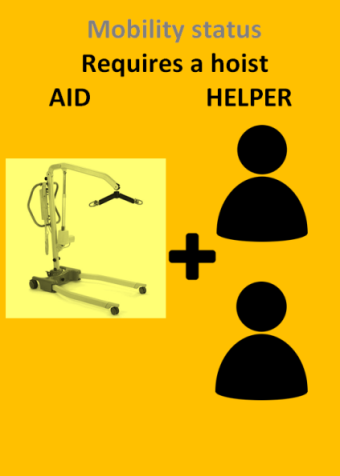 Mobility status
Requires a hoist
AID HELPER